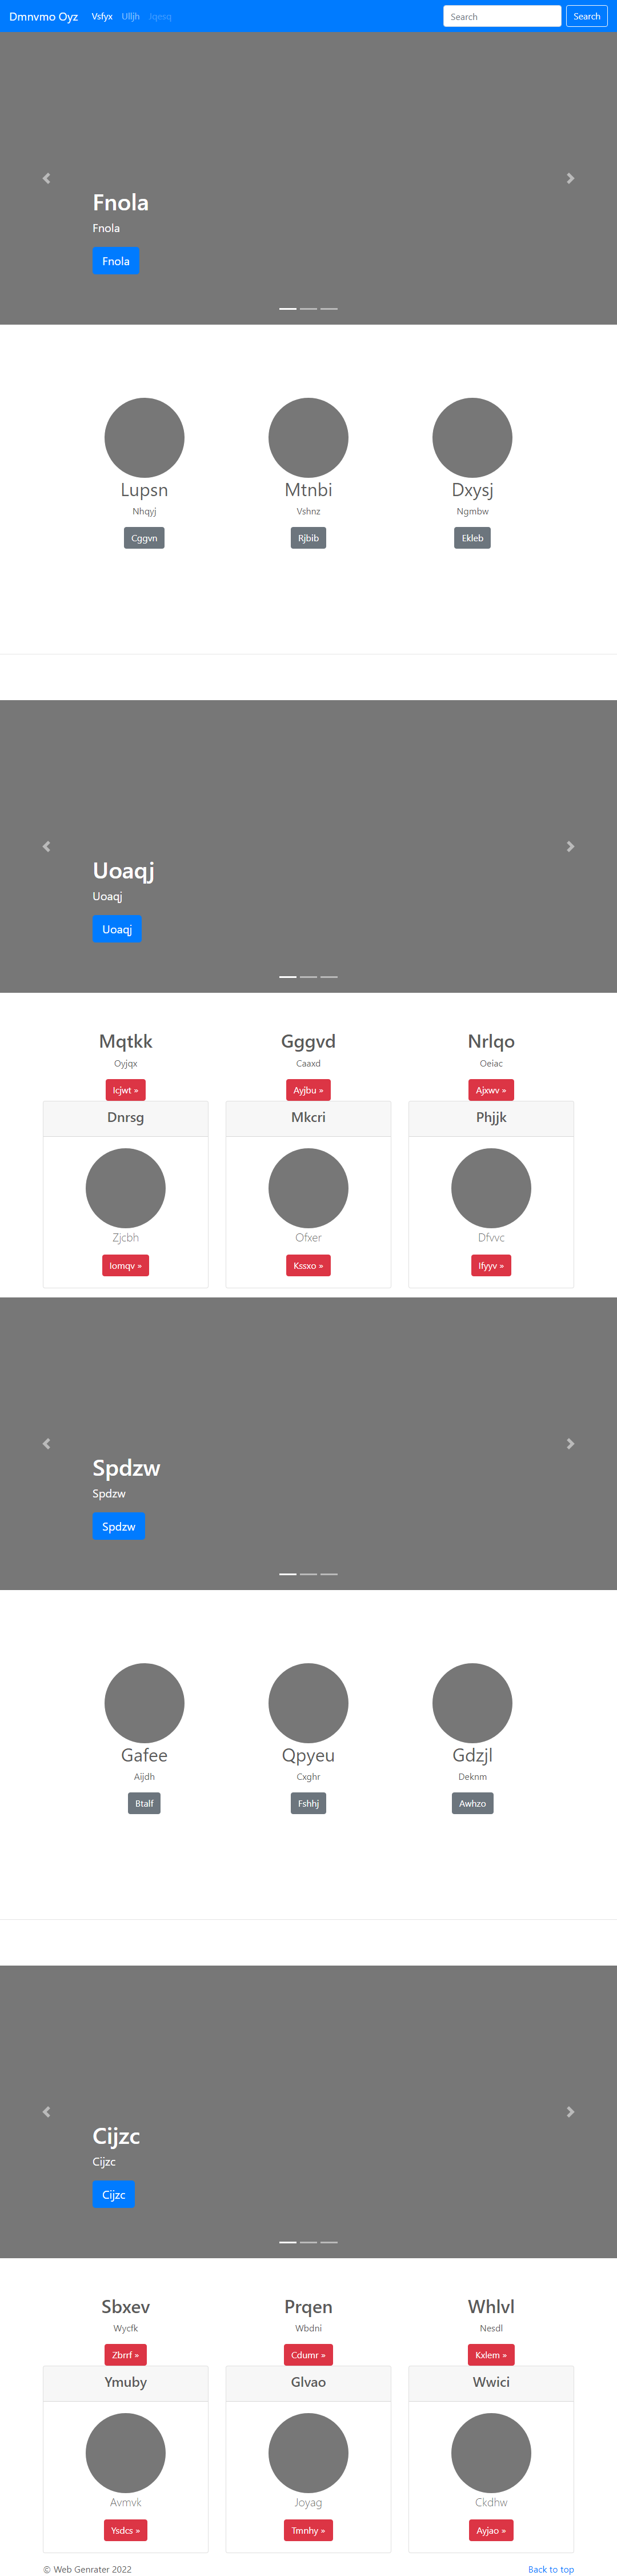 Dmnvmo Oyz Vsfyx Ulljh Jqesq Search Search
Fnola
Fnola
Fnola
Lupsn Mtnbi Dxysj
Nhqyj Vshnz Ngmbw
Cggvn Rjbib Ekleb
Uoaqj
Uoaqj
Uoaqj
Mqtkk Gggvd Nrlqo
Oyjqx Caaxd Oeiac
Icjwt » Ayjbu » Ajxwv »
Dnrsg Mkcri Phjjk
Zjcbh Ofxer Dfvvc
Iomqv » Kssxo » Ifyyv »
Spdzw
Spdzw
Spdzw
Gafee Qpyeu Gdzjl
Aijdh Cxghr Deknm
Btalf Fshhj Awhzo
Cijzc
Cijzc
Cijzc
Sbxev Prqen Whlvl
Wycfk Wbdni Nesdl
Zbrrf » Cdumr » Kxlem »
Ymuby Glvao Wwici
Avmvk Joyag Ckdhw
Ysdcs » Tmnhy » Ayjao »
© Web Genrater 2022 Back to top